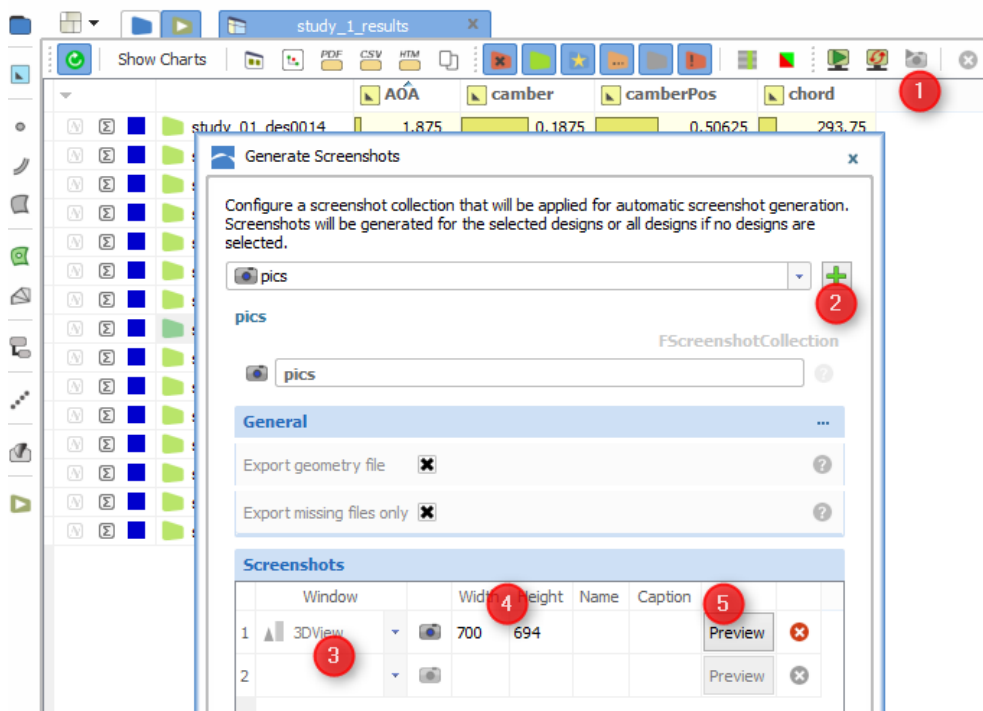 study_1_results
Show Charts
PDF CSV HTM
1
AOA camber camberPos chord
study_01_des0014 1.875 0.1875 0.50625 293.75
Generate Screenshots
Configure a screenshot collection that will be applied for automatic screenshot generation.
Screenshots will be generated for the selected designs or all designs if no designs are
selected.
pics
2
pics
FScreenshotCollection
pics
General
Export geometry file
Export missing files only
Screenshots
Window Width Height Name Caption
4 5
1 3DView 700 694 Preview
3
2 Preview